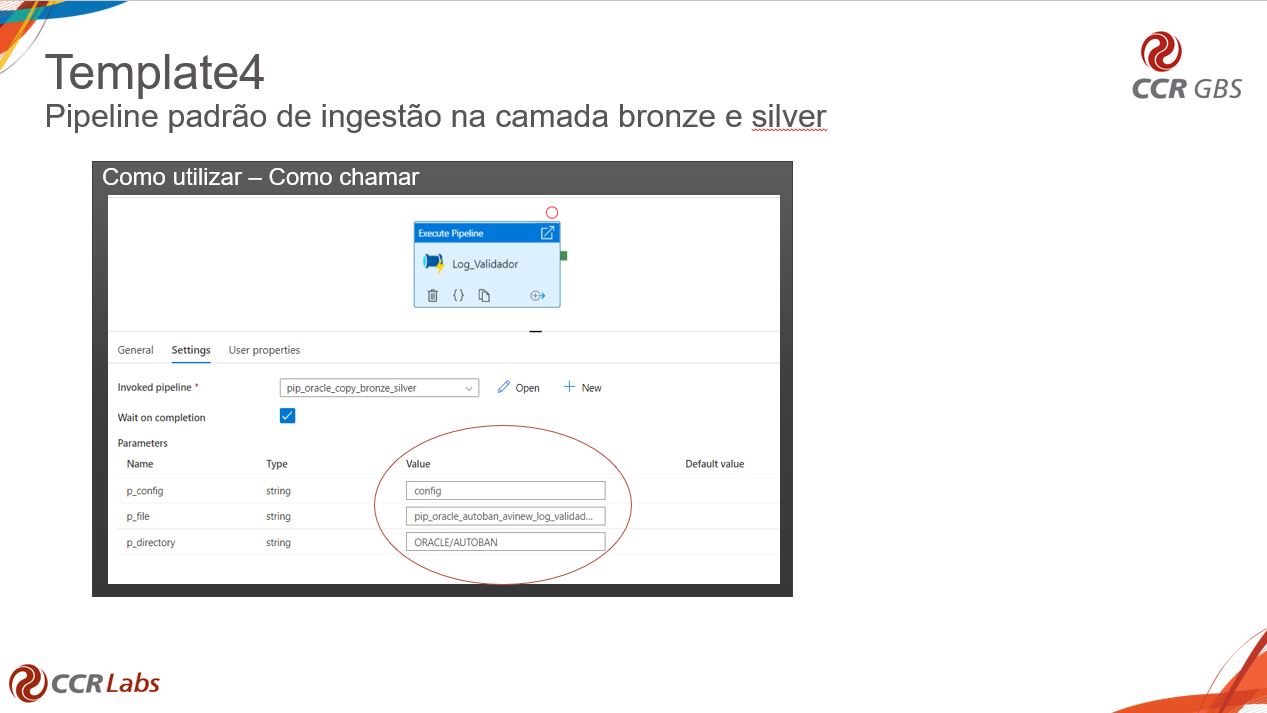 Template4
CCR GBS
Pipeline padrão de ingestão na camada bronze e silver
Como utilizar – Como chamar
Execute Pipeline
Log_Validador
{}
General Settings User properties
Invoked pipeline * pip_oracle_copy_bronze_silver Open New
Wait on completion
Parameters
Name Type Value Default value
p_config string config
p_file string pip_oracle_autoban_avinew_log_validad...
p_directory string ORACLE/AUTOBAN
CCR Labs